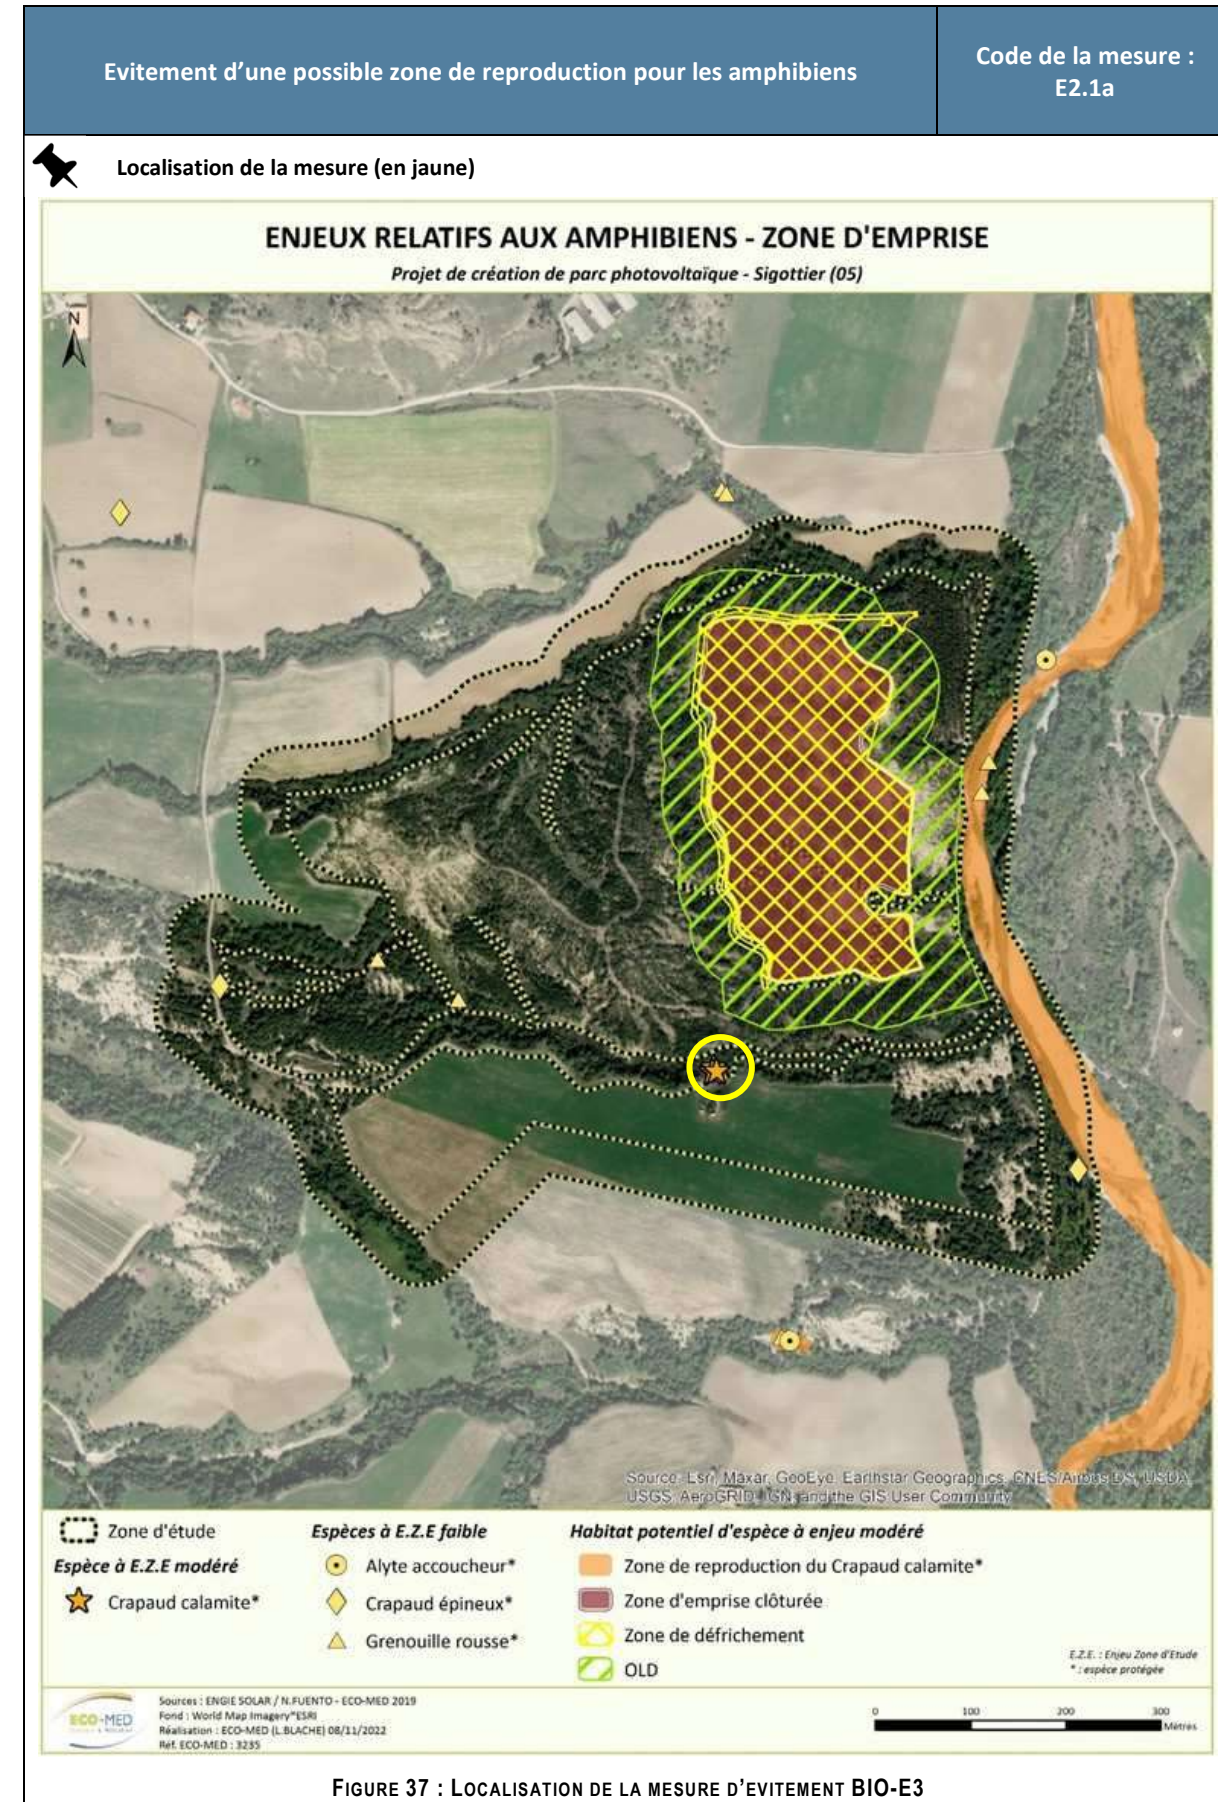 Evitement d'une possible zone de reproduction pour les amphibiens
Code de la mesure :
E2.1a
Localisation de la mesure (en jaune)
ENJEUX RELATIFS AUX AMPHIBIENS - ZONE D'EMPRISE
Projet de création de parc photovoltaïque - Sigottier (05)
N
Source: Esri, Maxar, GeoEye, Earthstar Geographics, CNES/Airbus DS, USDA,
USGS, AeroGRID, IGN, and the GIS User Community
Zone d'étude
Espèce à E.Z.E modéré
Crapaud calamite*
Espèces à E.Z.E faible
Alyte accoucheur*
Crapaud épineux*
Grenouille rousse*
Habitat potentiel d'espèce à enjeu modéré
Zone de reproduction du Crapaud calamite*
Zone d'emprise clôturée
Zone de défrichement
OLD
E.Z.E. : Enjeu Zone d'Etude
* : espèce protégée
ECO-MED
Sources : ENGIE SOLAR / N.FUENTO - ECO-MED 2019
Fond : World Map Imagery"ESRI
Réalisation : ECO-MED (L.BLACHE) 08/11/2022
Réf. ECO-MED : 3235
0 100 200 300
Mètres
FIGURE 37 : LOCALISATION DE LA MESURE D'EVITEMENT BIO-E3